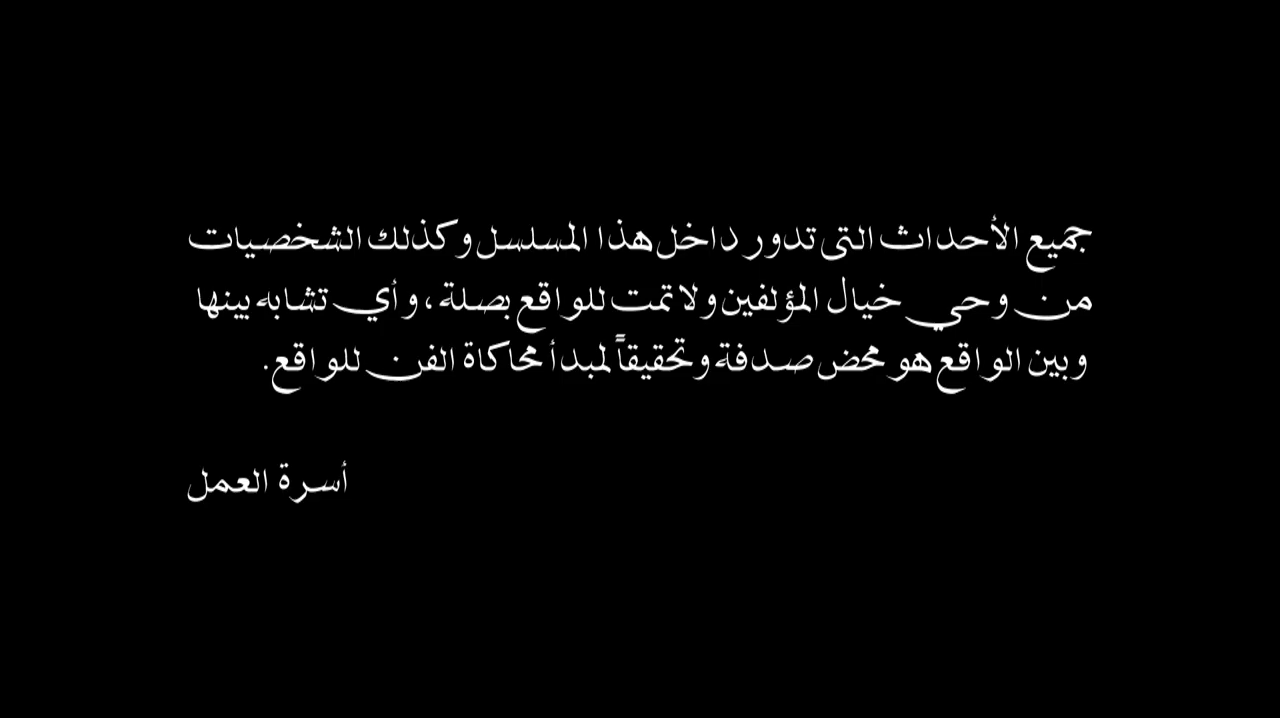 جميع الأحداث التى تدور داخل هذا المسلسل وكذلك الشخصيات
من وحي خيال المؤلفين ولا تمت للواقع بصلة، وأي تشابه بينها
وبين الواقع هو محض صدفة وتحقيقاً لمبدأ محاكاة الفن للواقع.
أسرة العمل